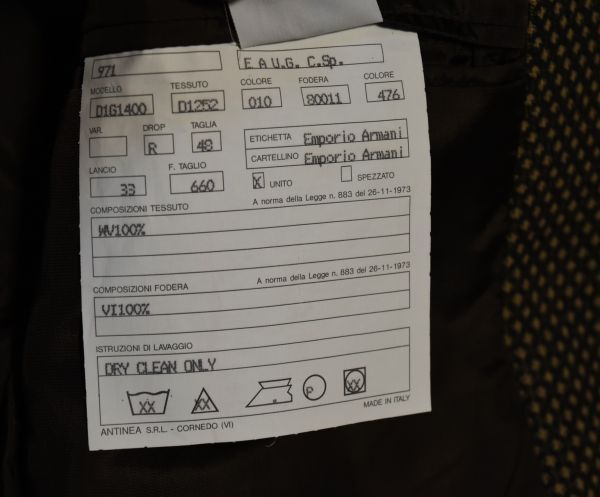 971 E A U.G. C.Sp.
MODELLO TESSUTO COLORE FODERA COLORE
D1G1400 D1252 010 80011 476
VAR. DROP TAGLIA
R 48
ETICHETTA Emporio Armani
CARTELLINO Emporio Armani
LANCIO F. TAGLIO
33 660
X UNITO SPEZZATO
A norma della Legge n. 883 del 26-11-1973
COMPOSIZIONI TESSUTO
WV100%
A norma della Legge n. 883 del 26-11-1973
COMPOSIZIONI FODERA
VI100%
ISTRUZIONI DI LAVAGGIO
DRY CLEAN ONLY
XX XX P XX
MADE IN ITALY
ANTINEA S.R.L. - CORNEDO (VI)